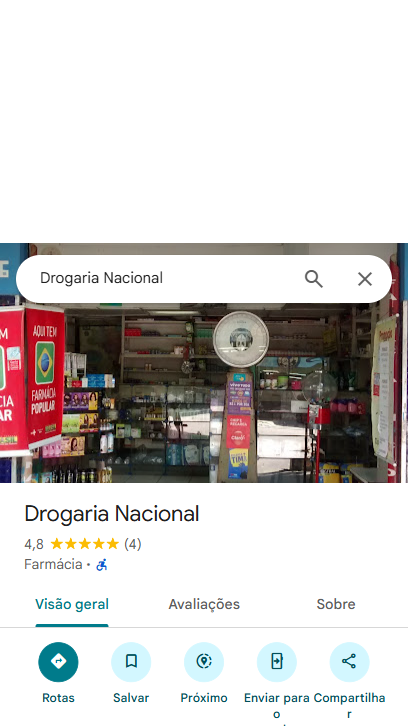 Drogaria Nacional
AQUI TEM
FARMÁCIA
POPULAR
TIM
Drogaria Nacional
4,8 (4)
Farmácia ·
Visão geral Avaliações Sobre
Rotas Salvar Próximo Enviar para o Compartilhar